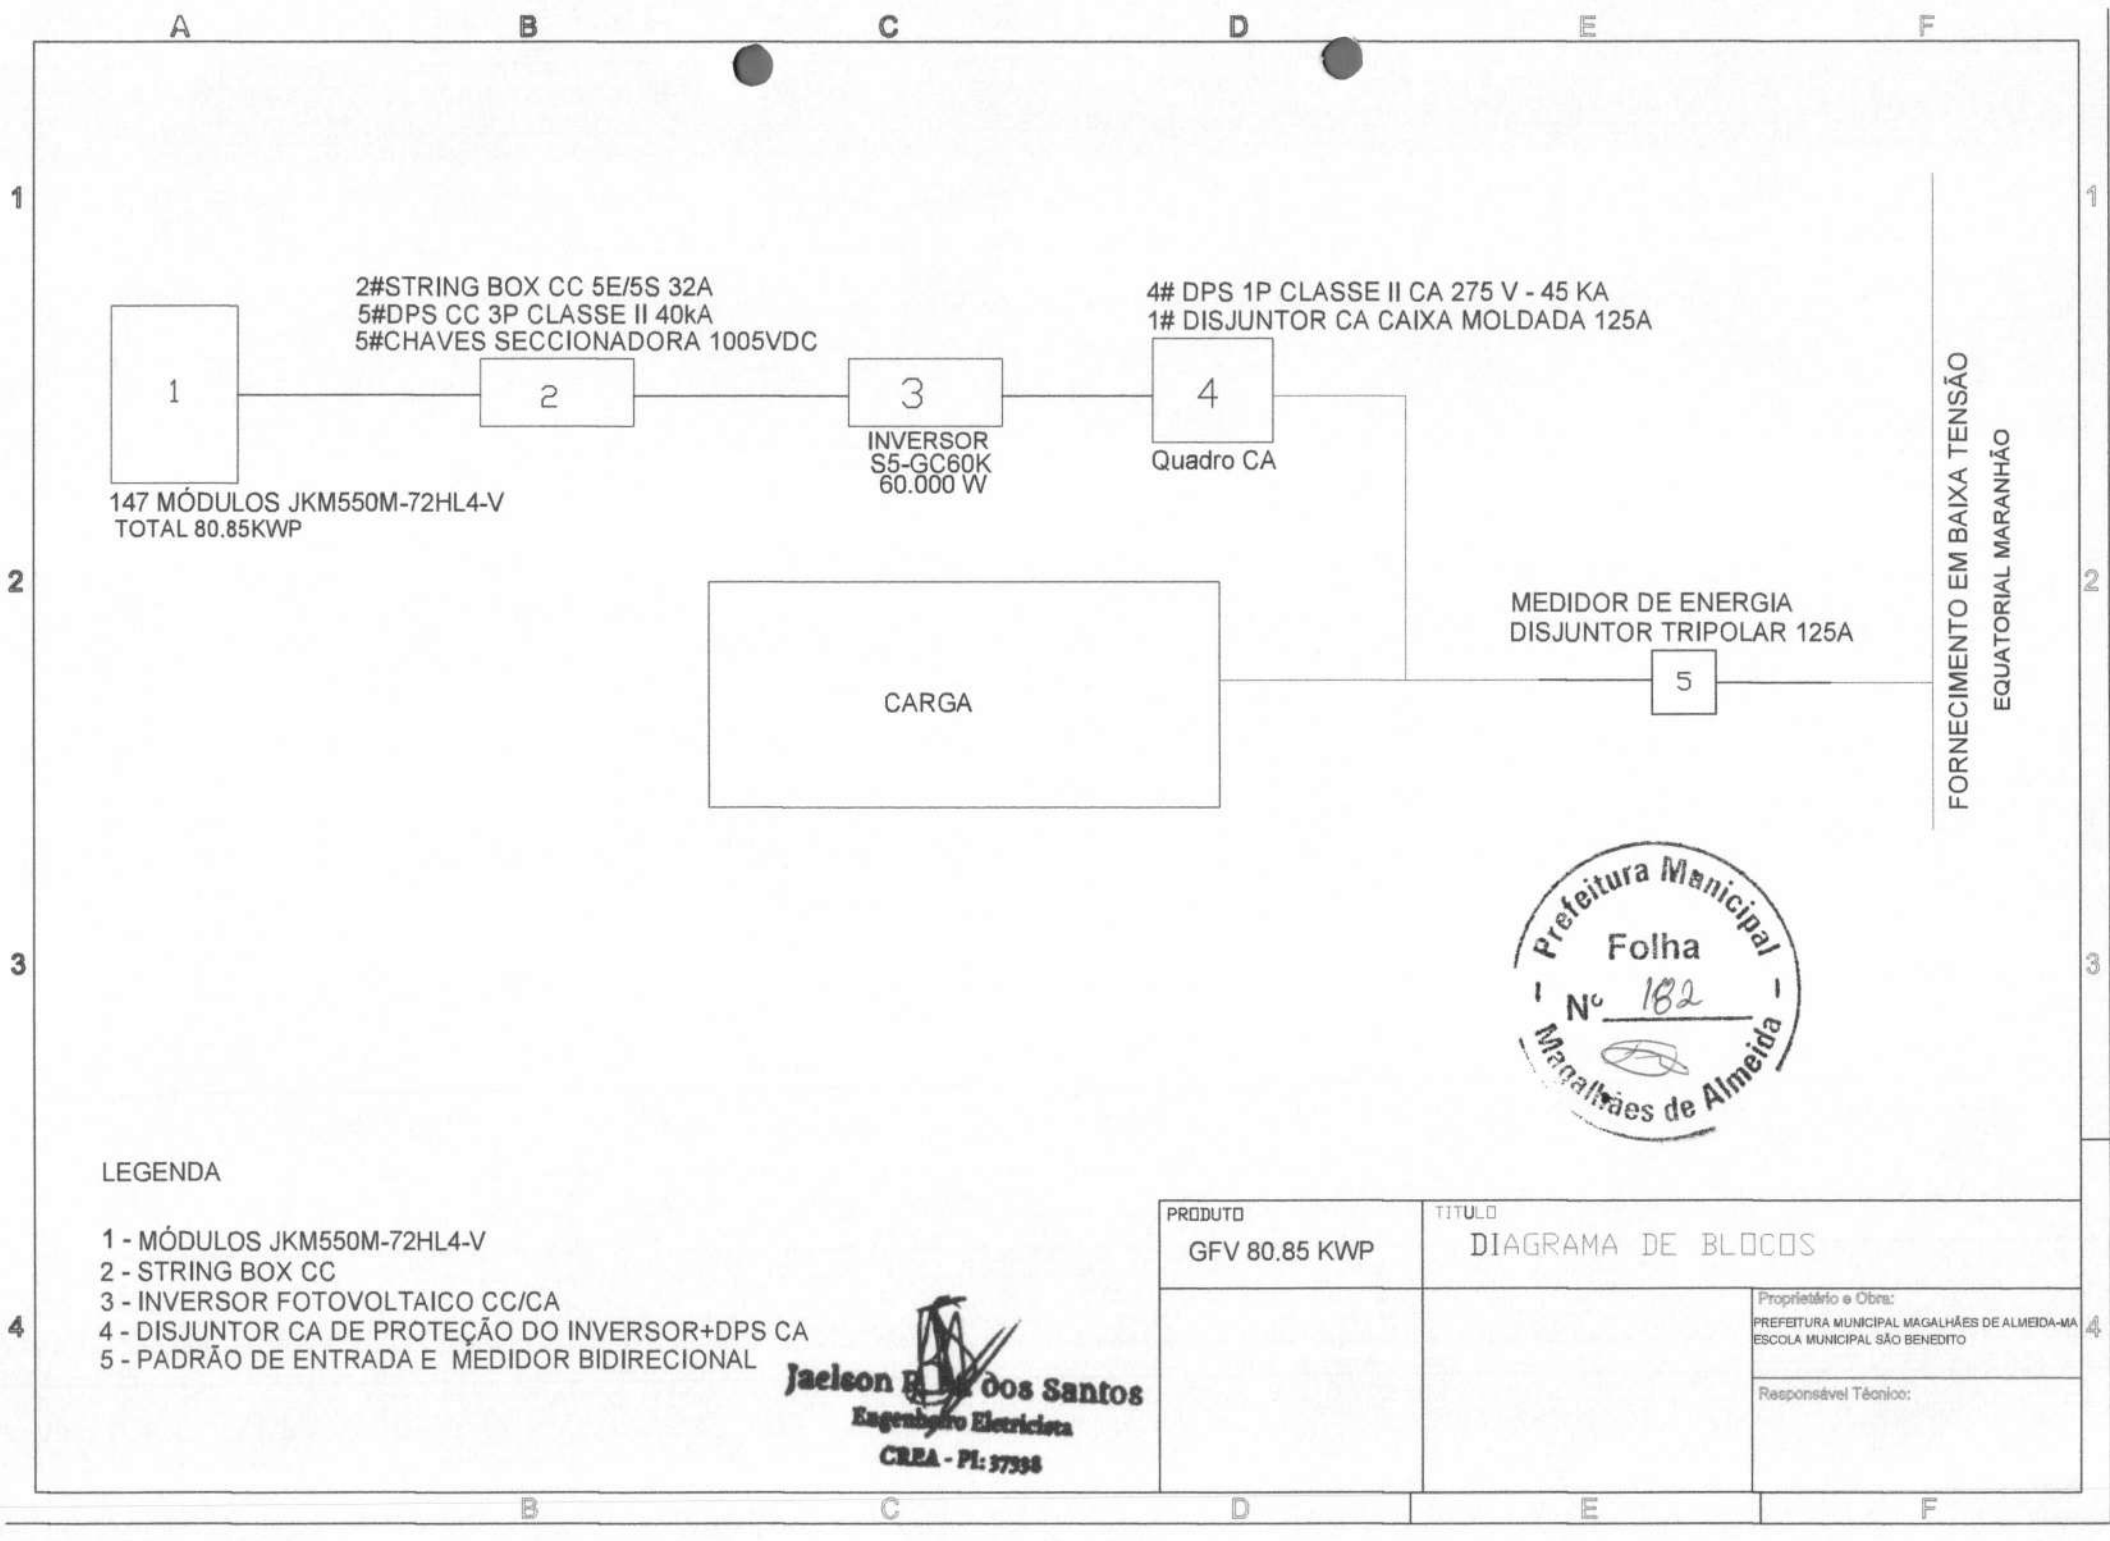 A B C D E F
1 1
2#STRING BOX CC 5E/5S 32A
5#DPS CC 3P CLASSE II 40kA
5#CHAVES SECCIONADORA 1005VDC
4# DPS 1P CLASSE II CA 275 V - 45 KA
1# DISJUNTOR CA CAIXA MOLDADA 125A
1
2
3
4
INVERSOR
S5-GC60K
60.000 W
Quadro CA
147 MÓDULOS JKM550M-72HL4-V
TOTAL 80.85KWP
FORNECIMENTO EM BAIXA TENSÃO
EQUATORIAL MARANHÃO
2 2
MEDIDOR DE ENERGIA
DISJUNTOR TRIPOLAR 125A
5
CARGA
3 3
Prefeitura Municipal
Folha
Nº 182
Magalhães de Almeida
LEGENDA
1 - MÓDULOS JKM550M-72HL4-V
2 - STRING BOX CC
3 - INVERSOR FOTOVOLTAICO CC/CA
4 - DISJUNTOR CA DE PROTEÇÃO DO INVERSOR+DPS CA
5 - PADRÃO DE ENTRADA E MEDIDOR BIDIRECIONAL
4 4
Jaelson dos Santos
Engenheiro Eletricista
CREA - PI: 37338
PRODUTO
GFV 80.85 KWP
TITULO
DIAGRAMA DE BLOCOS
Proprietário e Obra:
PREFEITURA MUNICIPAL MAGALHÃES DE ALMEIDA-MA
ESCOLA MUNICIPAL SÃO BENEDITO
Responsável Técnico:
B C D E F